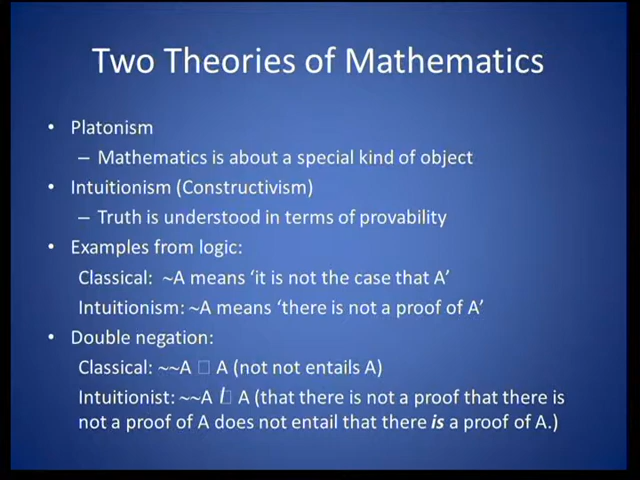 Two Theories of Mathematics
• Platonism
– Mathematics is about a special kind of object
• Intuitionism (Constructivism)
– Truth is understood in terms of provability
• Examples from logic:
Classical: ~A means ‘it is not the case that A’
Intuitionism: ~A means ‘there is not a proof of A’
• Double negation:
Classical: ~~A □ A (not not entails A)
Intuitionist: ~~A /□ A (that there is not a proof that there is
not a proof of A does not entail that there is a proof of A.)